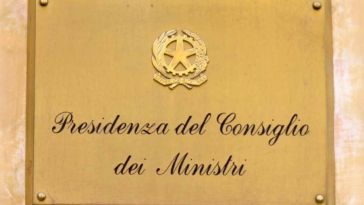 Presidenza del Consiglio
dei Ministri